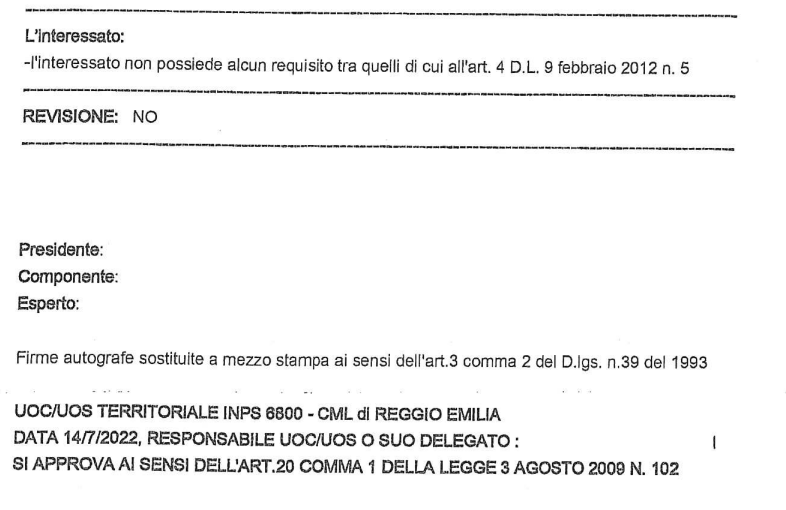 L'interessato:
-l'interessato non possiede alcun requisito tra quelli di cui all'art. 4 D.L. 9 febbraio 2012 n. 5
REVISIONE: NO
Presidente:
Componente:
Esperto:
Firme autografe sostituite a mezzo stampa ai sensi dell'art.3 comma 2 del D.lgs. n.39 del 1993
UOC/UOS TERRITORIALE INPS 6800 - CML di REGGIO EMILIA
DATA 14/7/2022, RESPONSABILE UOC/UOS O SUO DELEGATO :
SI APPROVA AI SENSI DELL'ART.20 COMMA 1 DELLA LEGGE 3 AGOSTO 2009 N. 102